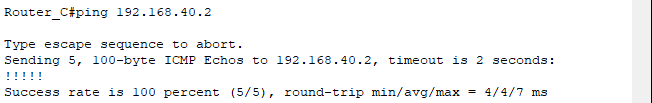 Router_C#ping 192.168.40.2
Type escape sequence to abort.
Sending 5, 100-byte ICMP Echos to 192.168.40.2, timeout is 2 seconds:
!!!!!
Success rate is 100 percent (5/5), round-trip min/avg/max = 4/4/7 ms